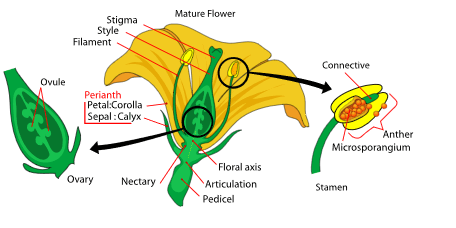 Mature Flower
Stigma
Style
Filament
Connective
Ovule
Perianth
Petal:Corolla
Sepal : Calyx
Anther
Microsporangium
Floral axis
Ovary
Nectary
Articulation
Stamen
Pedicel